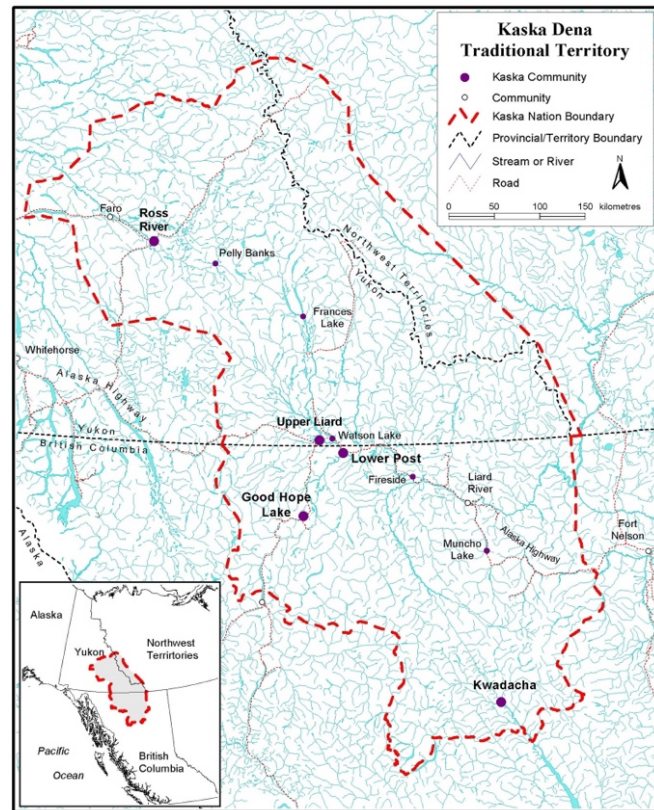 Kaska Dena
Traditional Territory
Kaska Community
Community
Kaska Nation Boundary
Provincial/Territory Boundary
Stream or River
Road
N
0 50 100 150
kilometres
Faro
Ross
River
Pelly Banks
Northwest Territories
Yukon
Frances
Lake
Whitehorse
Alaska Highway
Upper Liard
Watson Lake
Yukon
British Columbia
Lower Post
Fireside
Liard
River
Good Hope
Lake
Alaska Highway
Fort
Nelson
Muncho
Lake
Alaska
Kwadacha
Alaska
Yukon
Northwest
Terrirtories
Pacific
Ocean
British
Columbia